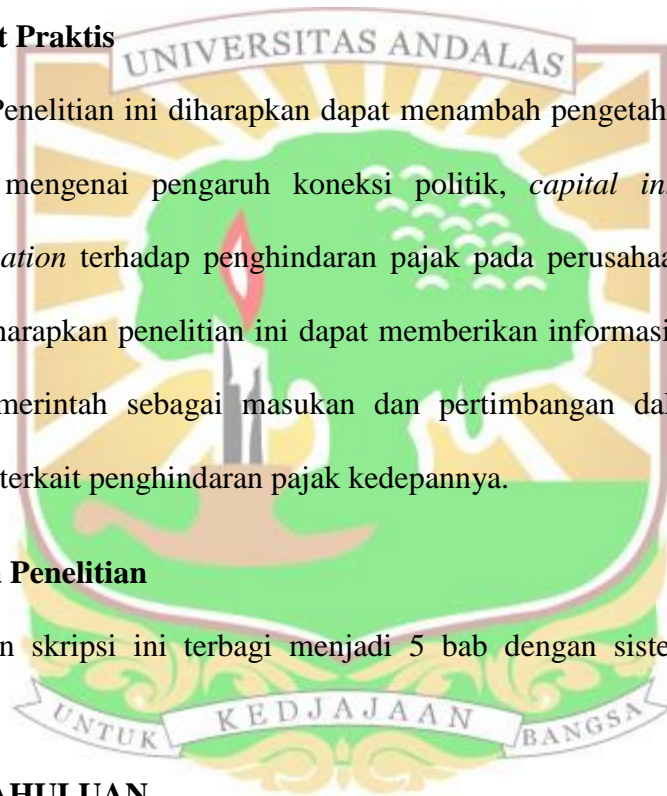 t Praktis
UNIVERSITAS ANDALAS
Penelitian ini diharapkan dapat menambah pengetah
mengenai pengaruh koneksi politik, capital in
ation terhadap penghindaran pajak pada perusahaa
harapkan penelitian ini dapat memberikan informasi
merintah sebagai masukan dan pertimbangan dal
terkait penghindaran pajak kedepannya.
Penelitian
n skripsi ini terbagi menjadi 5 bab dengan siste
UNTUK KEDJAJAAN BANGSA
AHULUAN